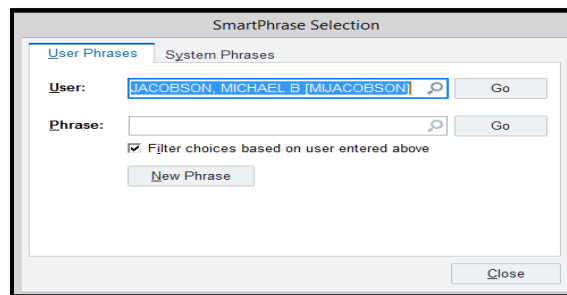 SmartPhrase Selection
User Phrases System Phrases
User: JACOBSON, MICHAEL B [MIJACOBSON] Go
Phrase: Go
Filter choices based on user entered above
New Phrase
Close